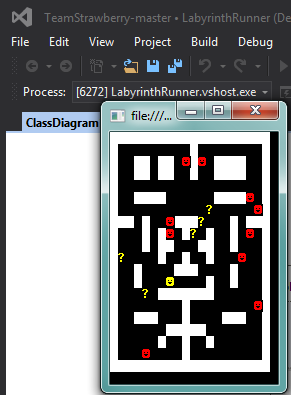 TeamStrawberry-master • LabyrinthRunner (De
File Edit View Project Build Debug
Process: [6272] LabyrinthRunner.vshost.exe
ClassDiagram
file:///...
?
?
?
?
?